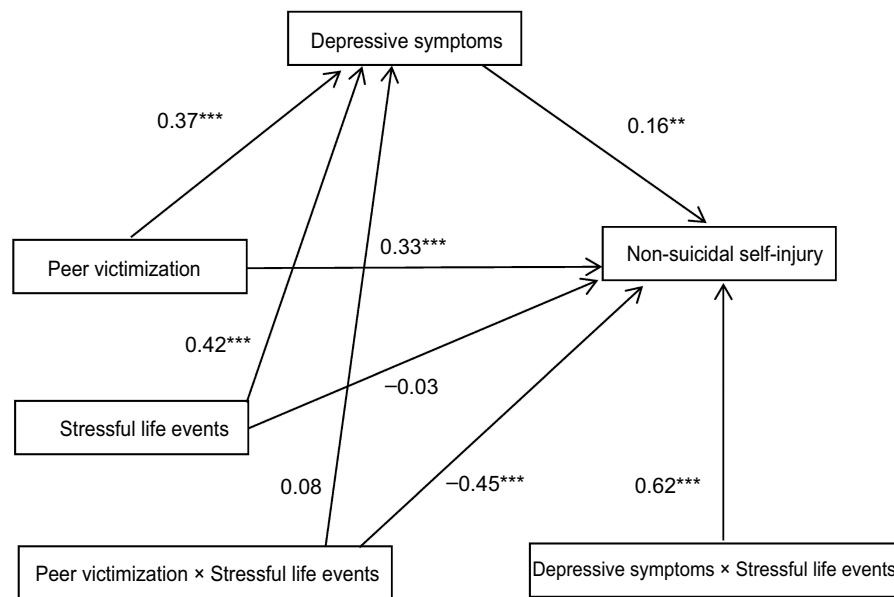 Depressive symptoms
0.37***
0.16**
Peer victimization
0.33***
Non-suicidal self-injury
0.42***
−0.03
Stressful life events
0.08
−0.45***
0.62***
Peer victimization × Stressful life events
Depressive symptoms × Stressful life events